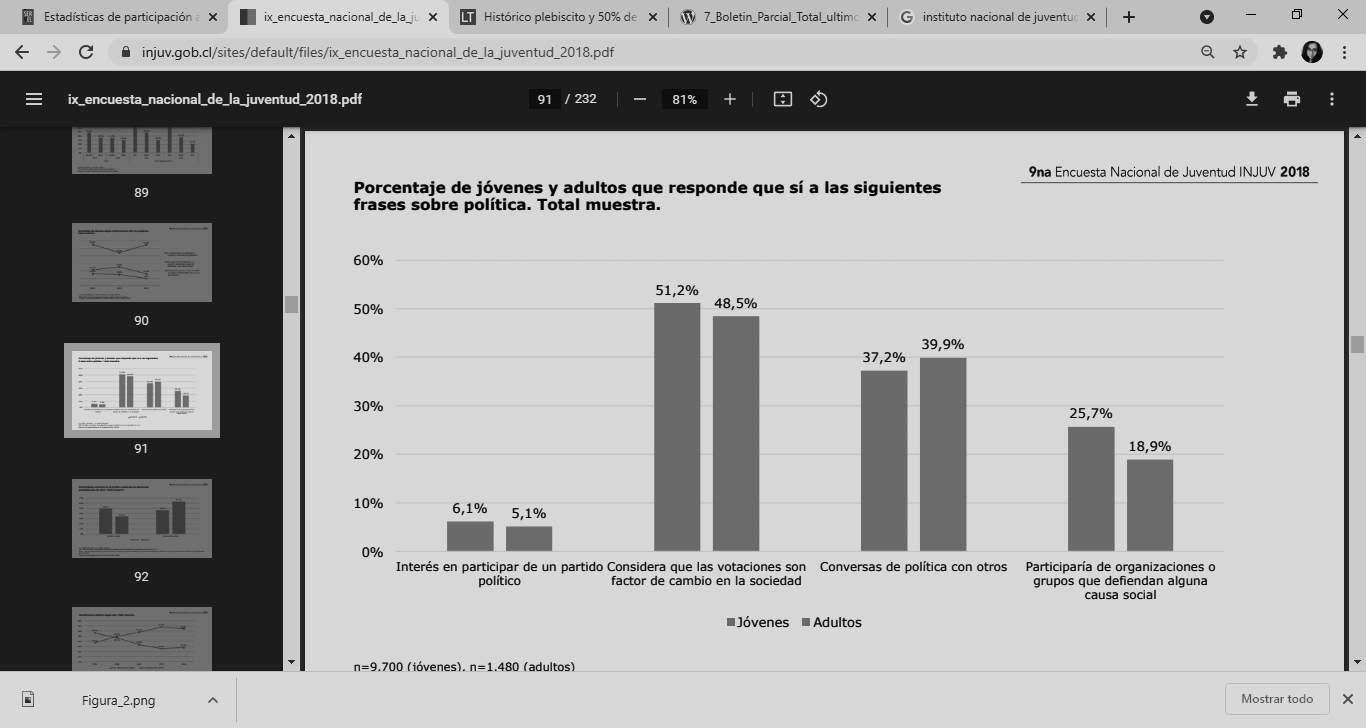 Estadísticas de participación a
ix_encuesta_nacional_de_la_ju
LT Histórico plebiscito y 50% de
7_Boletin_Parcial_Total_ultimo
G instituto nacional de juventud
injuv.gob.cl/sites/default/files/ix_encuesta_nacional_de_la_juventud_2018.pdf
ix_encuesta_nacional_de_la_juventud_2018.pdf
91 / 232
81%
89
90
91
92
9na Encuesta Nacional de Juventud INJUV 2018
Porcentaje de jóvenes y adultos que responde que sí a las siguientes
frases sobre política. Total muestra.
60%
50%
40%
30%
20%
10%
0%
6,1%
5,1%
51,2%
48,5%
37,2%
39,9%
25,7%
18,9%
Interés en participar de un partido
político
Considera que las votaciones son
factor de cambio en la sociedad
Conversas de política con otros
Participaría de organizaciones o
grupos que defiendan alguna
causa social
Jóvenes
Adultos
n=9.700 (jóvenes), n=1.480 (adultos)
Figura_2.png
Mostrar todo